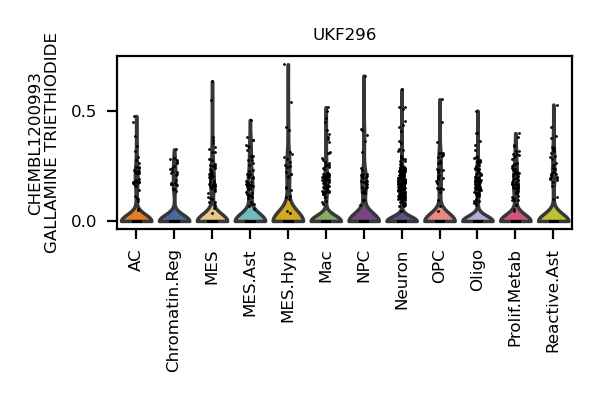 UKF296
CHEMBL1200993
GALLAMINE TRIETHIODIDE
0.5
0.0
AC
Chromatin.Reg
MES
MES.Ast
MES.Hyp
Mac
NPC
Neuron
OPC
Oligo
Prolif.Metab
Reactive.Ast